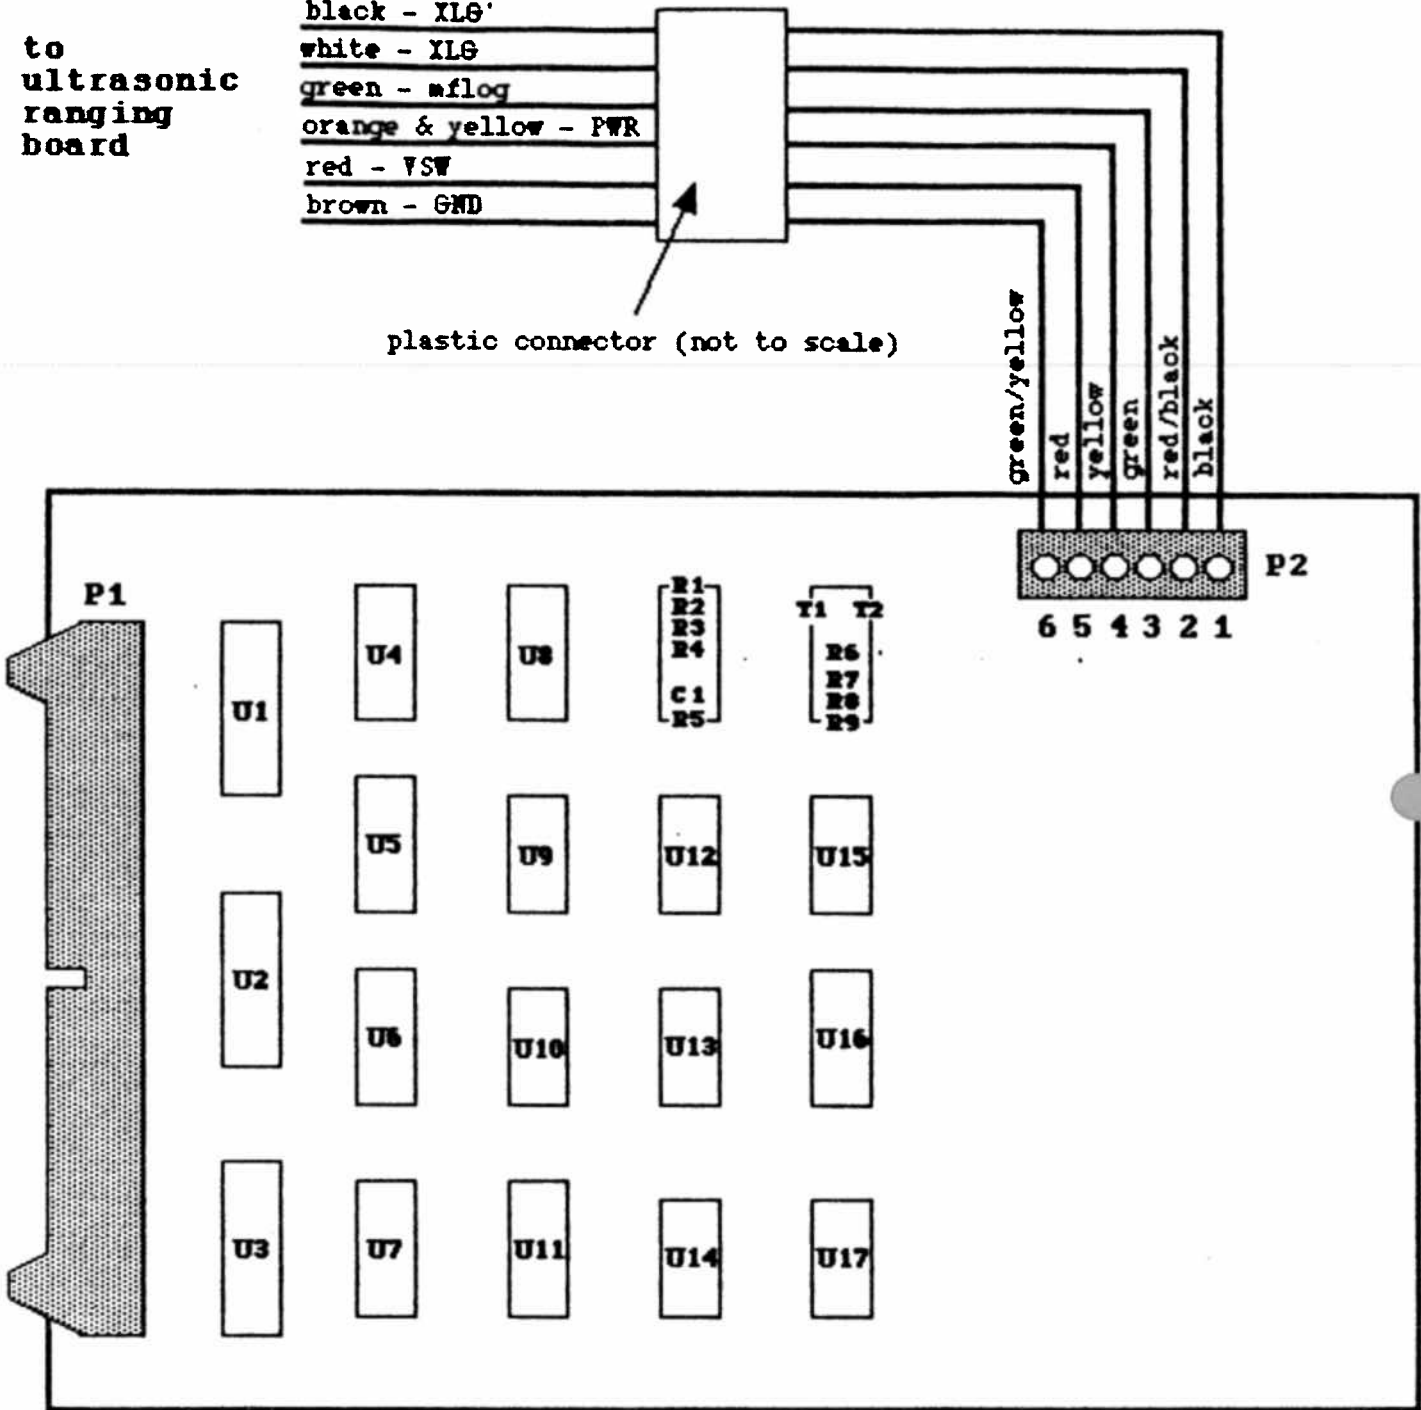 black - XLG'
to
white - XLG
ultrasonic
green - mflog
ranging
orange & yellow - PWR
board
red - VSW
brown - GND
plastic connector (not to scale)
green/yellow
red
yellow
green
red/black
black
P1
P2
6 5 4 3 2 1
U1
U2
U3
U4
U5
U6
U7
U8
U9
U10
U11
R1
R2
R3
R4
C1
R5
U12
U13
U14
T1 T2
R6
R7
R8
R9
U15
U16
U17